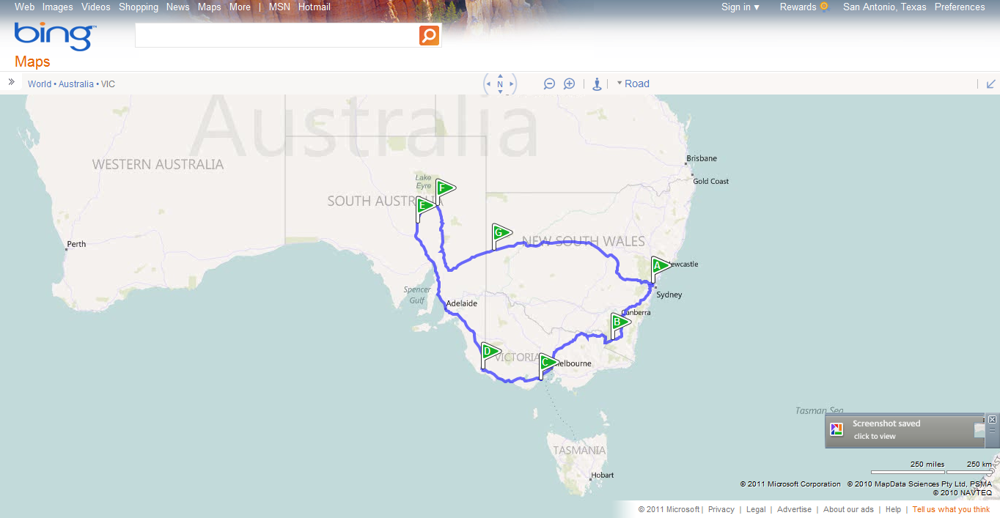 Web Images Videos Shopping News Maps More | MSN Hotmail Sign in ▾ Rewards San Antonio, Texas Preferences
bing™
Maps
World • Australia • VIC N Road
Australia
Brisbane
WESTERN AUSTRALIA
Lake
Eyre
Gold Coast
F
SOUTH AUSTR
A
E
G
NEW SOUTH WALES
Perth
A
ewcastle
Spencer
Gulf
Sydney
Adelaide
Canberra
B
D
VICTORIA
C
elbourne
Tasman Sea
Screenshot saved
click to view
TASMANIA
250 miles 250 km
Hobart
© 2011 Microsoft Corporation © 2010 MapData Sciences Pty Ltd, PSMA
© 2010 NAVTEQ
© 2011 Microsoft | Privacy | Legal | Advertise | About our ads | Help | Tell us what you think